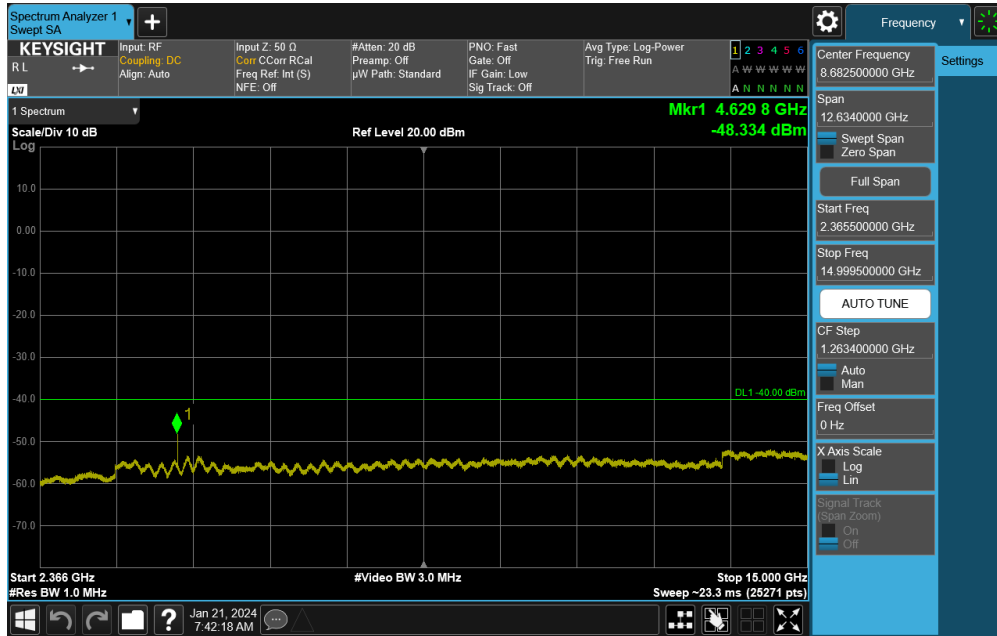 Spectrum Analyzer 1
Swept SA
Frequency
KEYSIGHT
R L
LXI
Input: RF
Coupling: DC
Align: Auto
Input Z: 50 Ω
Corr CCorr RCal
Freq Ref: Int (S)
NFE: Off
#Atten: 20 dB
Preamp: Off
µW Path: Standard
PNO: Fast
Gate: Off
IF Gain: Low
Sig Track: Off
Avg Type: Log-Power
Trig: Free Run
1 2 3 4 5 6
A W W W W W
A N N N N N
1 Spectrum
Mkr1 4.629 8 GHz
-48.334 dBm
Scale/Div 10 dB
Ref Level 20.00 dBm
Log
10.0
0.00
-10.0
-20.0
-30.0
-40.0
-50.0
-60.0
-70.0
DL1 -40.00 dBm
1
Start 2.366 GHz
#Res BW 1.0 MHz
#Video BW 3.0 MHz
Stop 15.000 GHz
Sweep ~23.3 ms (25271 pts)
?
Jan 21, 2024
7:42:18 AM
Center Frequency
8.682500000 GHz
Span
12.6340000 GHz
Swept Span
Zero Span
Full Span
Start Freq
2.365500000 GHz
Stop Freq
14.999500000 GHz
AUTO TUNE
CF Step
1.263400000 GHz
Auto
Man
Freq Offset
0 Hz
X Axis Scale
Log
Lin
Signal Track
(Span Zoom)
On
Off
Settings